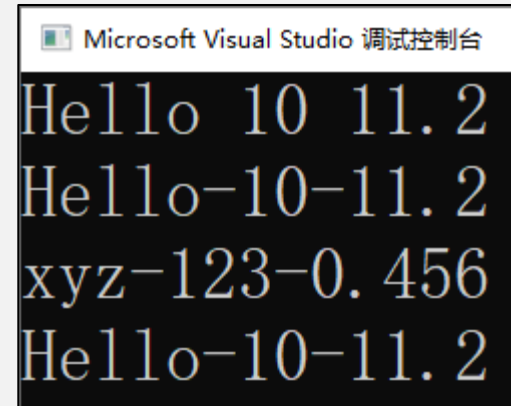 Microsoft Visual Studio 调试控制台
Hello 10 11.2
Hello-10-11.2
xyz-123-0.456
Hello-10-11.2